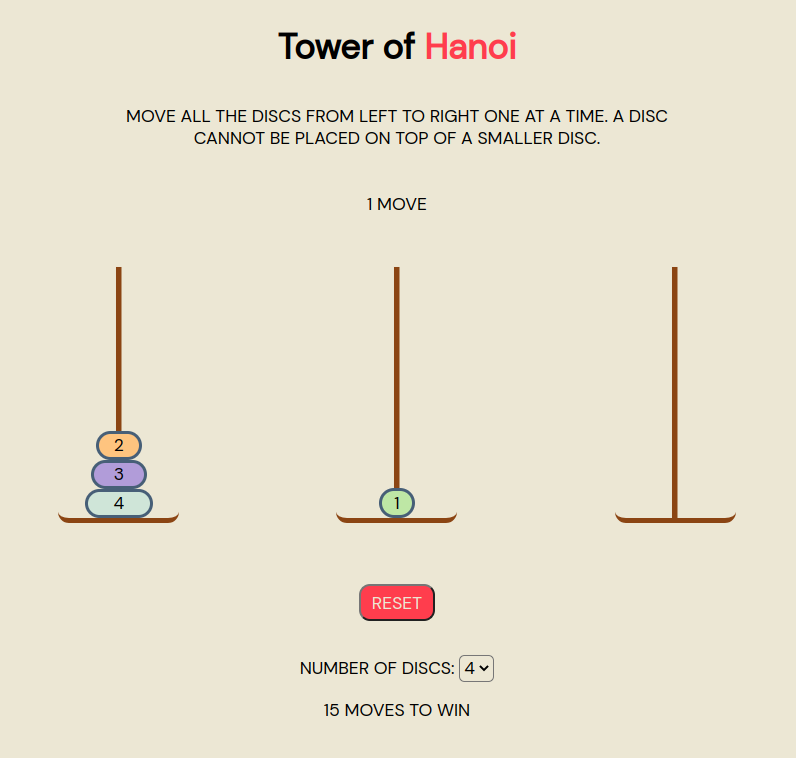 Tower of Hanoi
MOVE ALL THE DISCS FROM LEFT TO RIGHT ONE AT A TIME. A DISC
CANNOT BE PLACED ON TOP OF A SMALLER DISC.
1 MOVE
2
3
4
1
RESET
NUMBER OF DISCS: 4
15 MOVES TO WIN